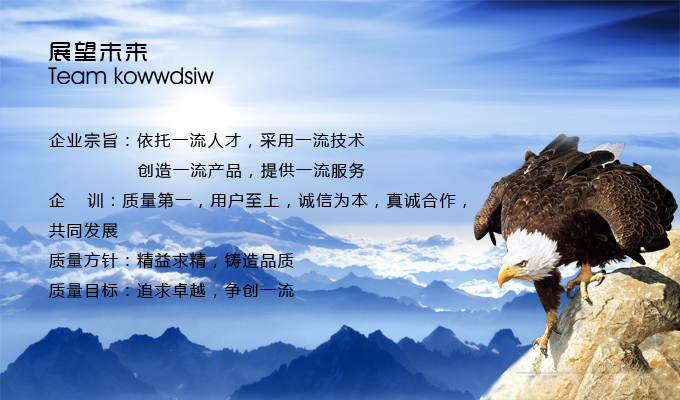 展望未来
Team kowwdsiw
企业宗旨：依托一流人才，采用一流技术
创造一流产品，提供一流服务
企 训：质量第一，用户至上，诚信为本，真诚合作，
共同发展
质量方针：精益求精，铸造品质
质量目标：追求卓越，争创一流